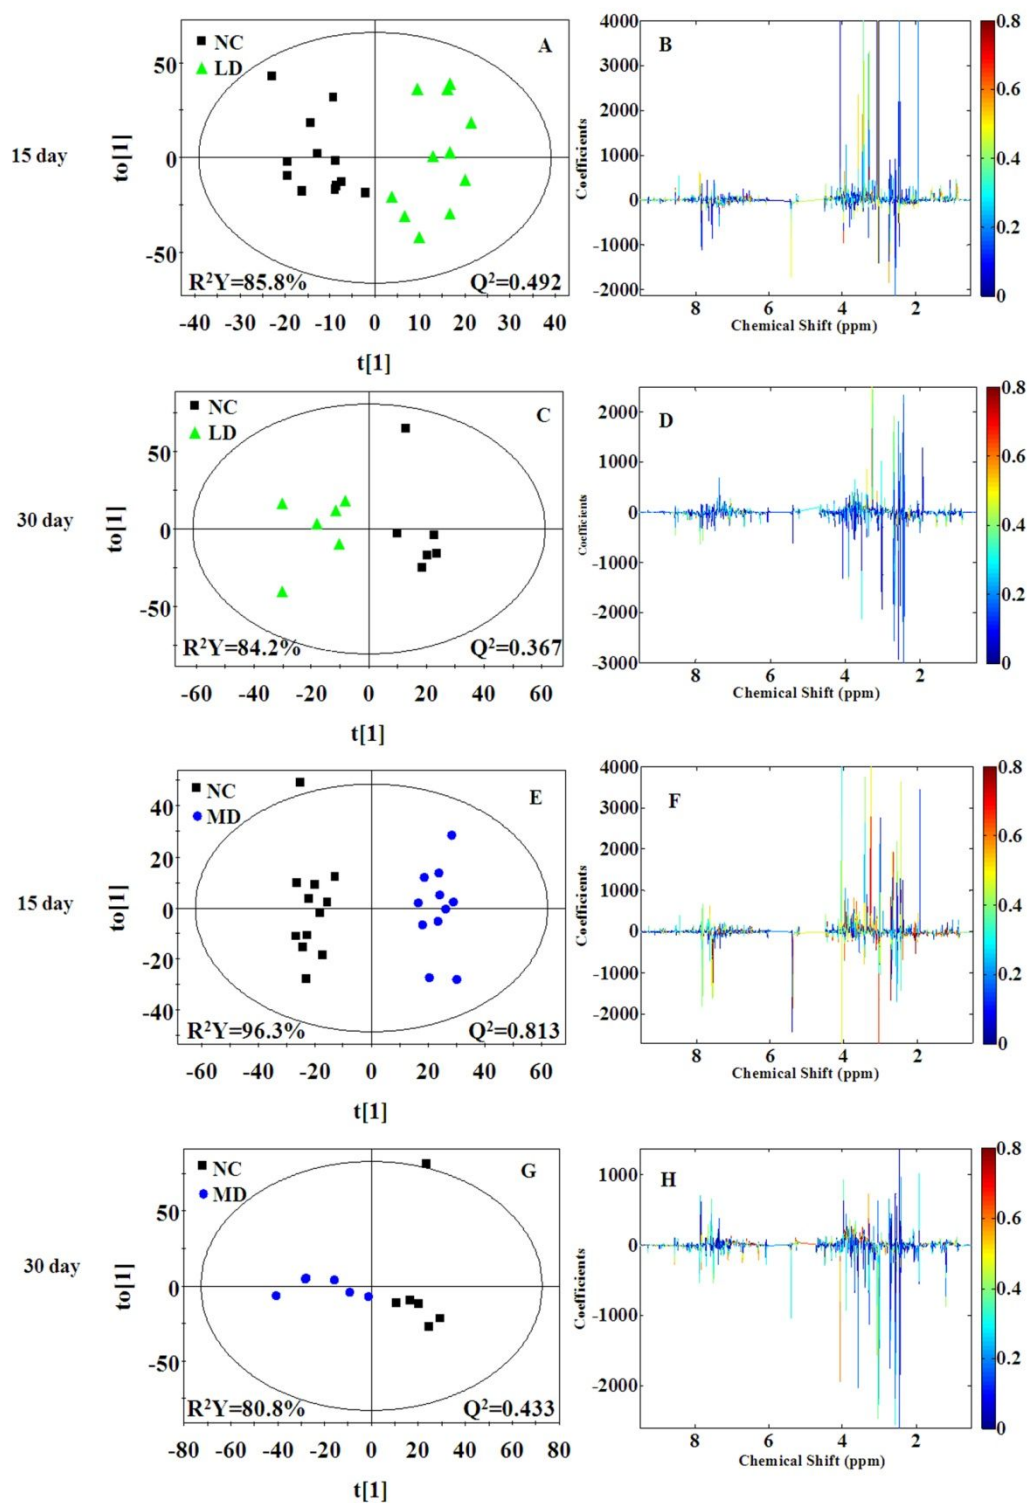 15 day
NC
LD
A
50
0
-50
to[1]
R²Y=85.8%
Q²=0.492
-40 -30 -20 -10 0 10 20 30 40
t[1]
B
4000
3000
2000
1000
0
-1000
-2000
Coefficients
8 6 4 2
Chemical Shift (ppm)
0.8
0.6
0.4
0.2
0
30 day
NC
LD
C
50
0
-50
to[1]
R²Y=84.2%
Q²=0.367
-60 -40 -20 0 20 40 60
t[1]
D
2000
1000
0
-1000
-2000
-3000
Coefficients
8 6 4 2
Chemical Shift (ppm)
0.8
0.6
0.4
0.2
0
15 day
NC
MD
E
40
20
0
-20
-40
to[1]
R²Y=96.3%
Q²=0.813
-60 -40 -20 0 20 40 60
t[1]
F
4000
3000
2000
1000
0
-1000
-2000
Coefficients
8 6 4 2
Chemical Shift (ppm)
0.8
0.6
0.4
0.2
0
30 day
NC
MD
G
50
0
-50
to[1]
R²Y=80.8%
Q²=0.433
-80 -60 -40 -20 0 20 40 60 80
t[1]
H
1000
0
-1000
-2000
Coefficients
8 6 4 2
Chemical Shift (ppm)
0.8
0.6
0.4
0.2
0